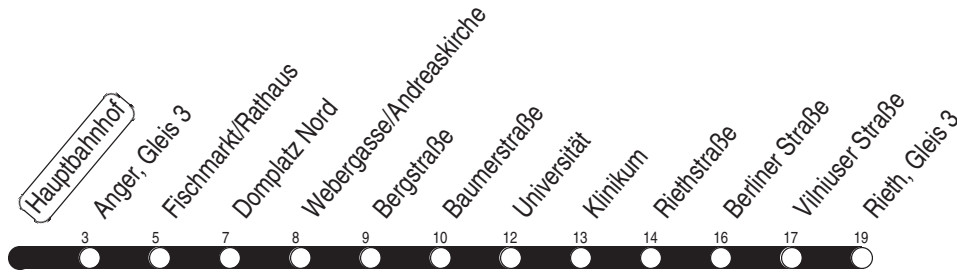 Hauptbahnhof
Anger, Gleis 3
Fischmarkt/Rathaus
Domplatz Nord
Webergasse/Andreaskirche
Bergstraße
Baumerstraße
Universität
Klinikum
Riethstraße
Berliner Straße
Vilniuser Straße
Rieth, Gleis 3
3 5 7 8 9 10 12 13 14 16 17 19